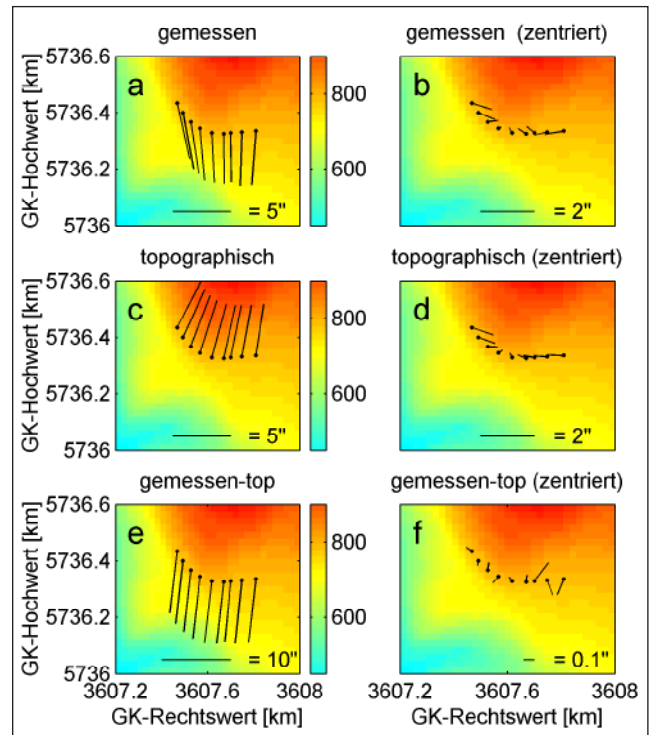 gemessen
gemessen (zentriert)
5736.6
5736.4
5736.2
5736
GK-Hochwert [km]
a
= 5"
800
600
b
= 2"
topographisch
topographisch (zentriert)
5736.6
5736.4
5736.2
5736
GK-Hochwert [km]
c
= 5"
800
600
d
= 2"
gemessen-top
gemessen-top (zentriert)
5736.6
5736.4
5736.2
5736
GK-Hochwert [km]
e
= 10"
800
600
f
= 0.1"
3607.2 3607.6 3608
3607.2 3607.6 3608
GK-Rechtswert [km]
GK-Rechtswert [km]